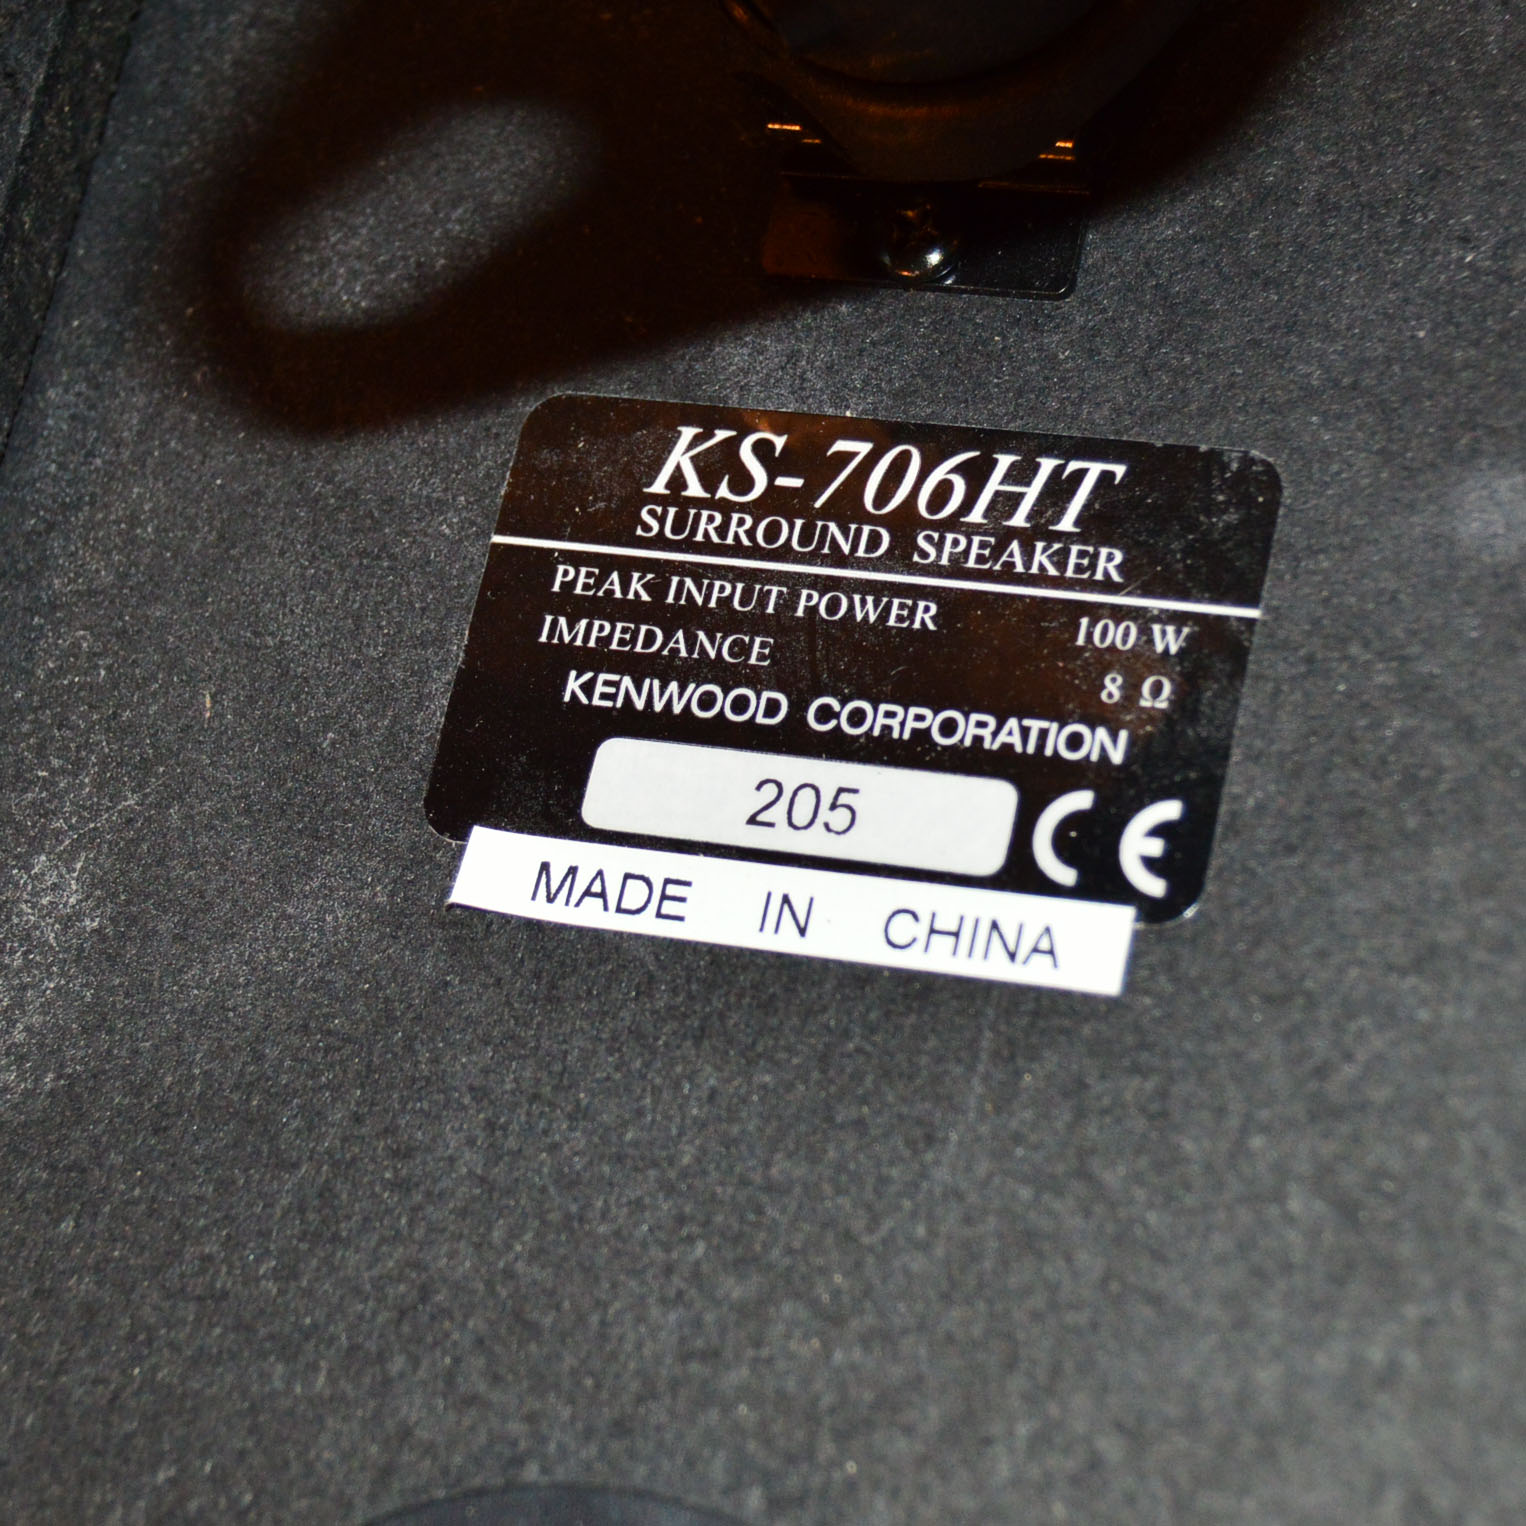 KS-706HT
SURROUND SPEAKER
PEAK INPUT POWER 100 W
IMPEDANCE 8 Ω
KENWOOD CORPORATION
205 CE
MADE IN CHINA